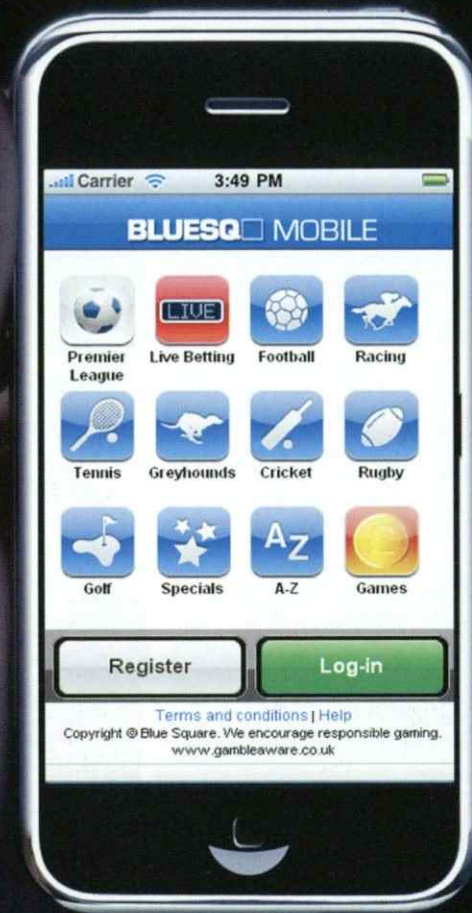 Carrier 3:49 PM
BLUESQ□ MOBILE
LIVE
Premier League Live Betting Football Racing
Tennis Greyhounds Cricket Rugby
AZ
Golf Specials A-Z Games
Register Log-in
Terms and conditions | Help
Copyright © Blue Square. We encourage responsible gaming.
www.gambleaware.co.uk